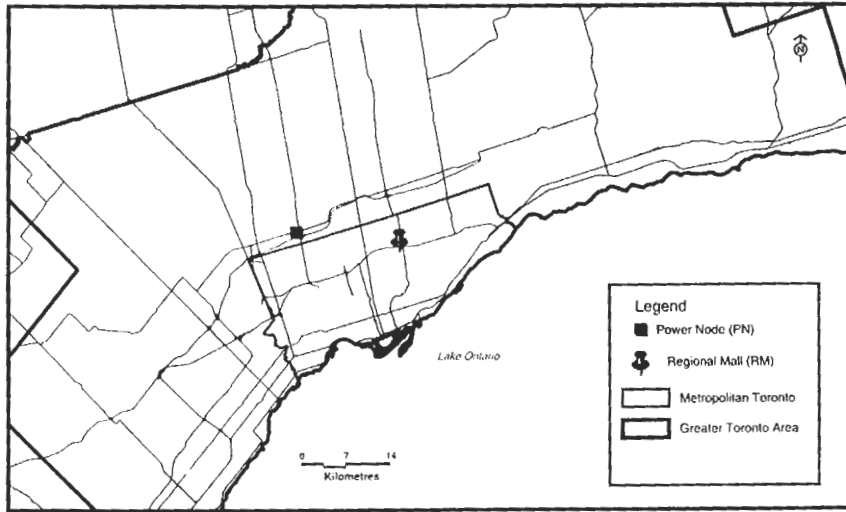 N
Legend
Power Node (PN)
Regional Mall (RM)
Metropolitan Toronto
Greater Toronto Area
Lake Ontario
0 7 14
Kilometres